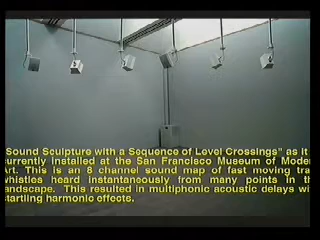 "Sound Sculpture with a Sequence of Level Crossings" as it
currently installed at the San Francisco Museum of Moder
Art. This is an 8 channel sound map of fast moving tra
whistles heard instantaneously from many points in th
landscape. This resulted in multiphonic acoustic delays wi
startling harmonic effects.